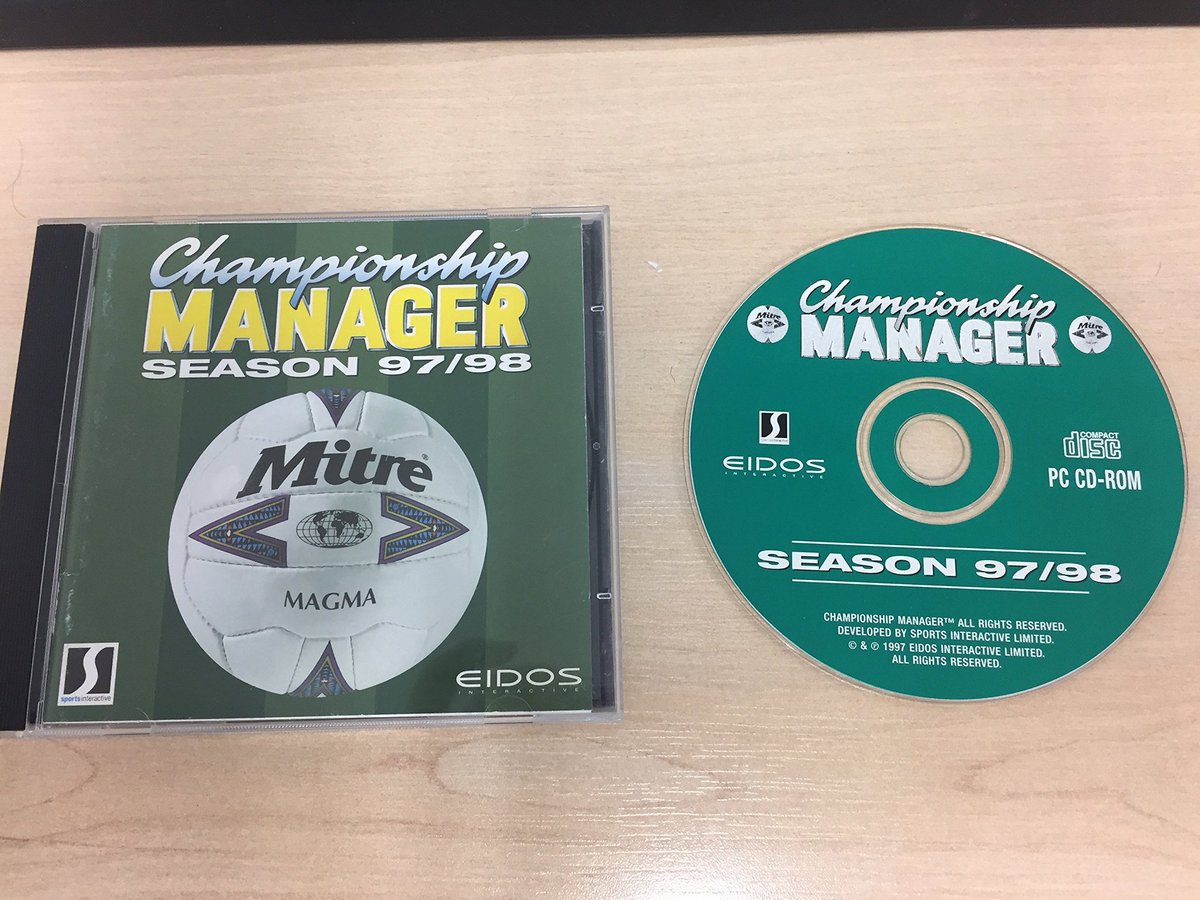 Championship
MANAGER
SEASON 97/98
Mitre®
MAGMA
sports interactive
EIDOS
INTERACTIVE
Championship
MANAGER
Mitre
Mitre
EIDOS
INTERACTIVE
COMPACT
disc
PC CD-ROM
SEASON 97/98
CHAMPIONSHIP MANAGER™ ALL RIGHTS RESERVED.
DEVELOPED BY SPORTS INTERACTIVE LIMITED.
© & ℗ 1997 EIDOS INTERACTIVE LIMITED.
ALL RIGHTS RESERVED.